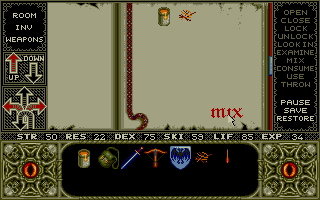 ROOM
INV
WEAPONS
UP
DOWN
mix
OPEN
CLOSE
LOCK
UNLOCK
LOOK IN
EXAMINE
MIX
CONSUME
USE
THROW
PAUSE
SAVE
RESTORE
STR 50 RES 22 DEX 75 SKI 59 LIF 85 EXP 34